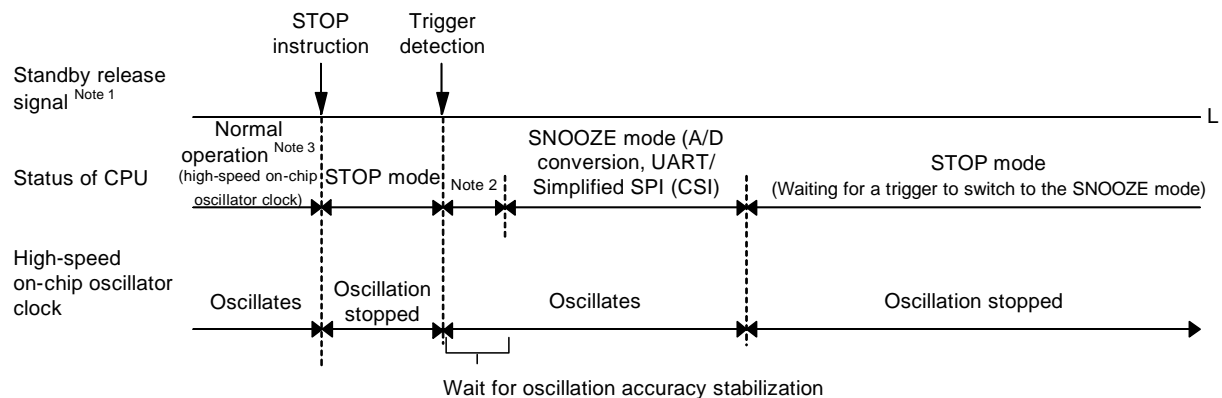 STOP
instruction
Trigger
detection
Standby release
signal Note 1
L
Status of CPU
Normal
operation Note 3
(high-speed on-chip
oscillator clock)
STOP mode
Note 2
SNOOZE mode (A/D
conversion, UART/
Simplified SPI (CSI)
STOP mode
(Waiting for a trigger to switch to the SNOOZE mode)
High-speed
on-chip oscillator
clock
Oscillates
Oscillation
stopped
Oscillates
Oscillation stopped
Wait for oscillation accuracy stabilization